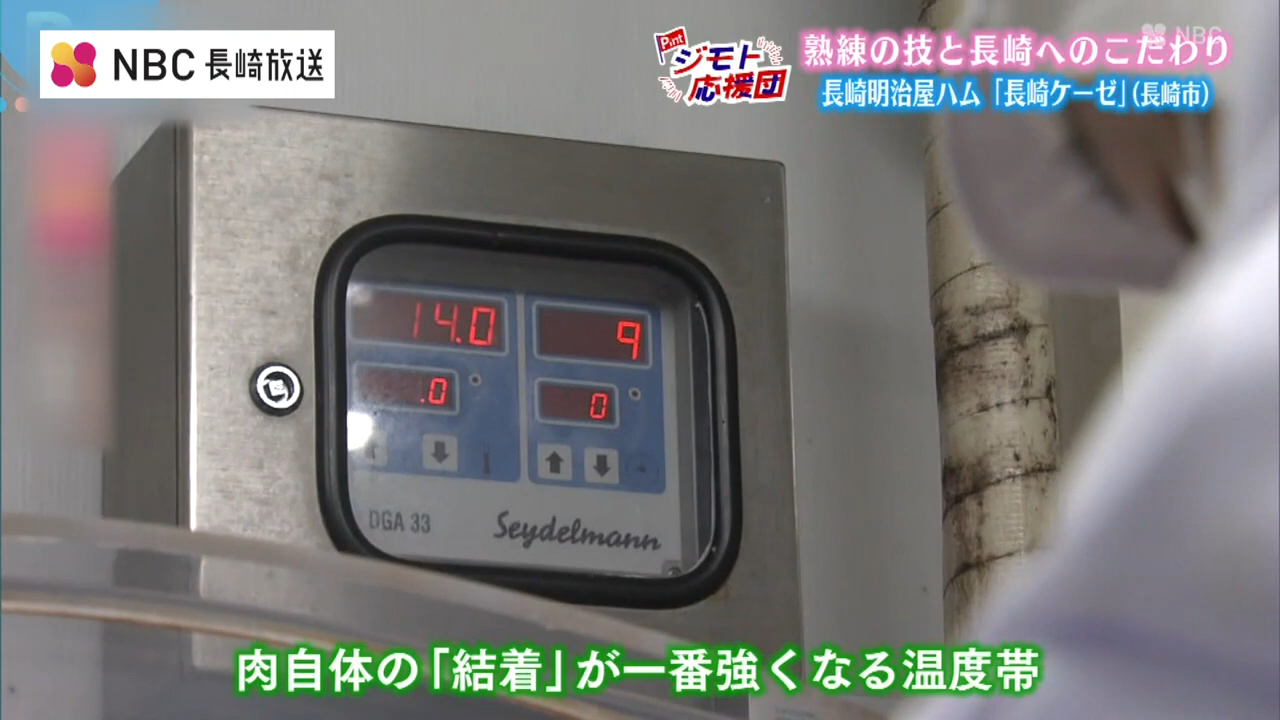 NBC 長崎放送
Pint
ジモト
応援団
熟練の技と長崎へのこだわり
長崎明治屋ハム「長崎ケーゼ」(長崎市)
NBC
14.0
9
.0
0
DGA 33
Seydelmann
肉自体の「結着」が一番強くなる温度帯